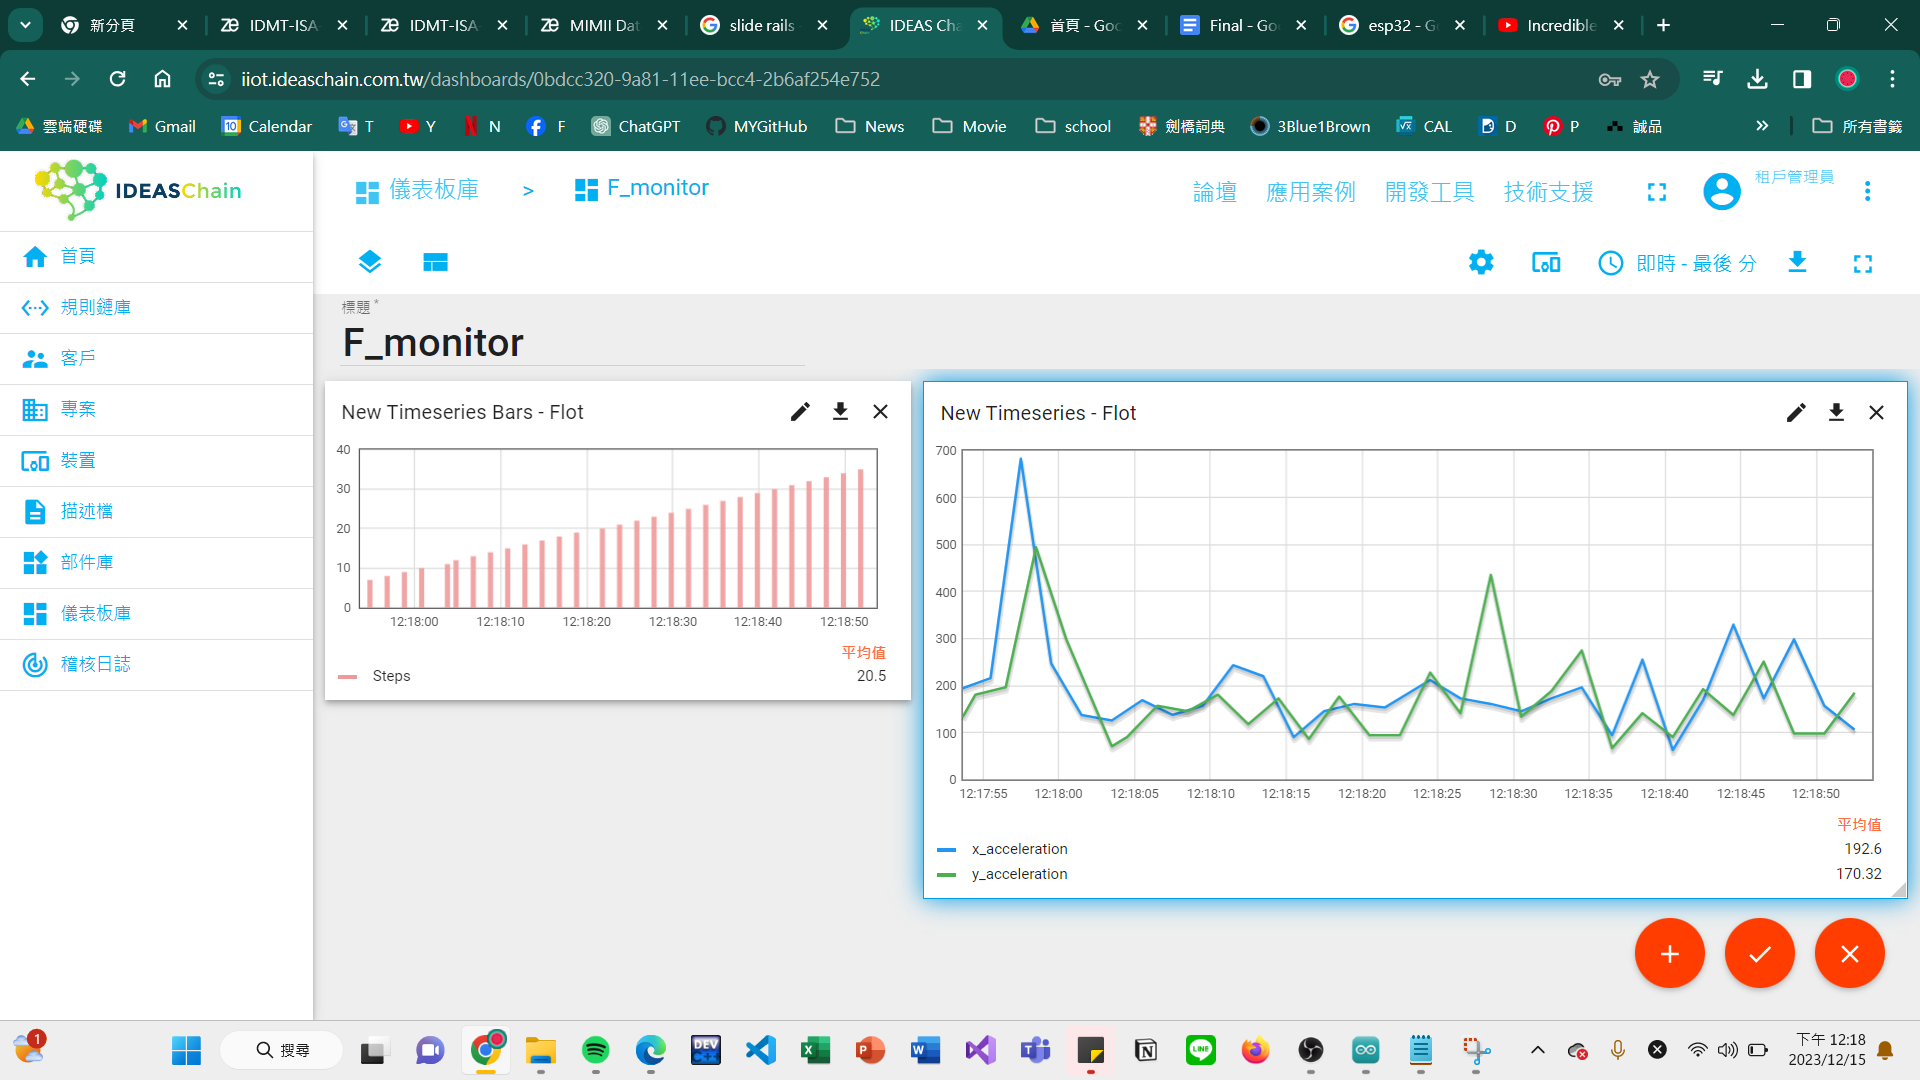 新分頁
IDMT-ISA
IDMT-ISA
MIMII Dat
slide rails
IDEAS Cha
首頁 - Goo
Final - Go
esp32 - Go
Incredible
iiot.ideaschain.com.tw/dashboards/0bdcc320-9a81-11ee-bcc4-2b6af254e752
雲端硬碟 Gmail Calendar T Y N F ChatGPT MYGitHub News Movie school 劍橋詞典 3Blue1Brown CAL D P 誠品 » 所有書籤
IDEASChain
儀表板庫 > F_monitor
論壇 應用案例 開發工具 技術支援 租戶管理員
首頁
規則鏈庫
客戶
專案
裝置
描述檔
部件庫
儀表板庫
稽核日誌
即時 - 最後 分
標題 *
F_monitor
New Timeseries Bars - Flot
40
30
20
10
0
12:18:00 12:18:10 12:18:20 12:18:30 12:18:40 12:18:50
平均值
Steps 20.5
New Timeseries - Flot
700
600
500
400
300
200
100
0
12:17:55 12:18:00 12:18:05 12:18:10 12:18:15 12:18:20 12:18:25 12:18:30 12:18:35 12:18:40 12:18:45 12:18:50
平均值
x_acceleration 192.6
y_acceleration 170.32
1
搜尋
下午 12:18
2023/12/15